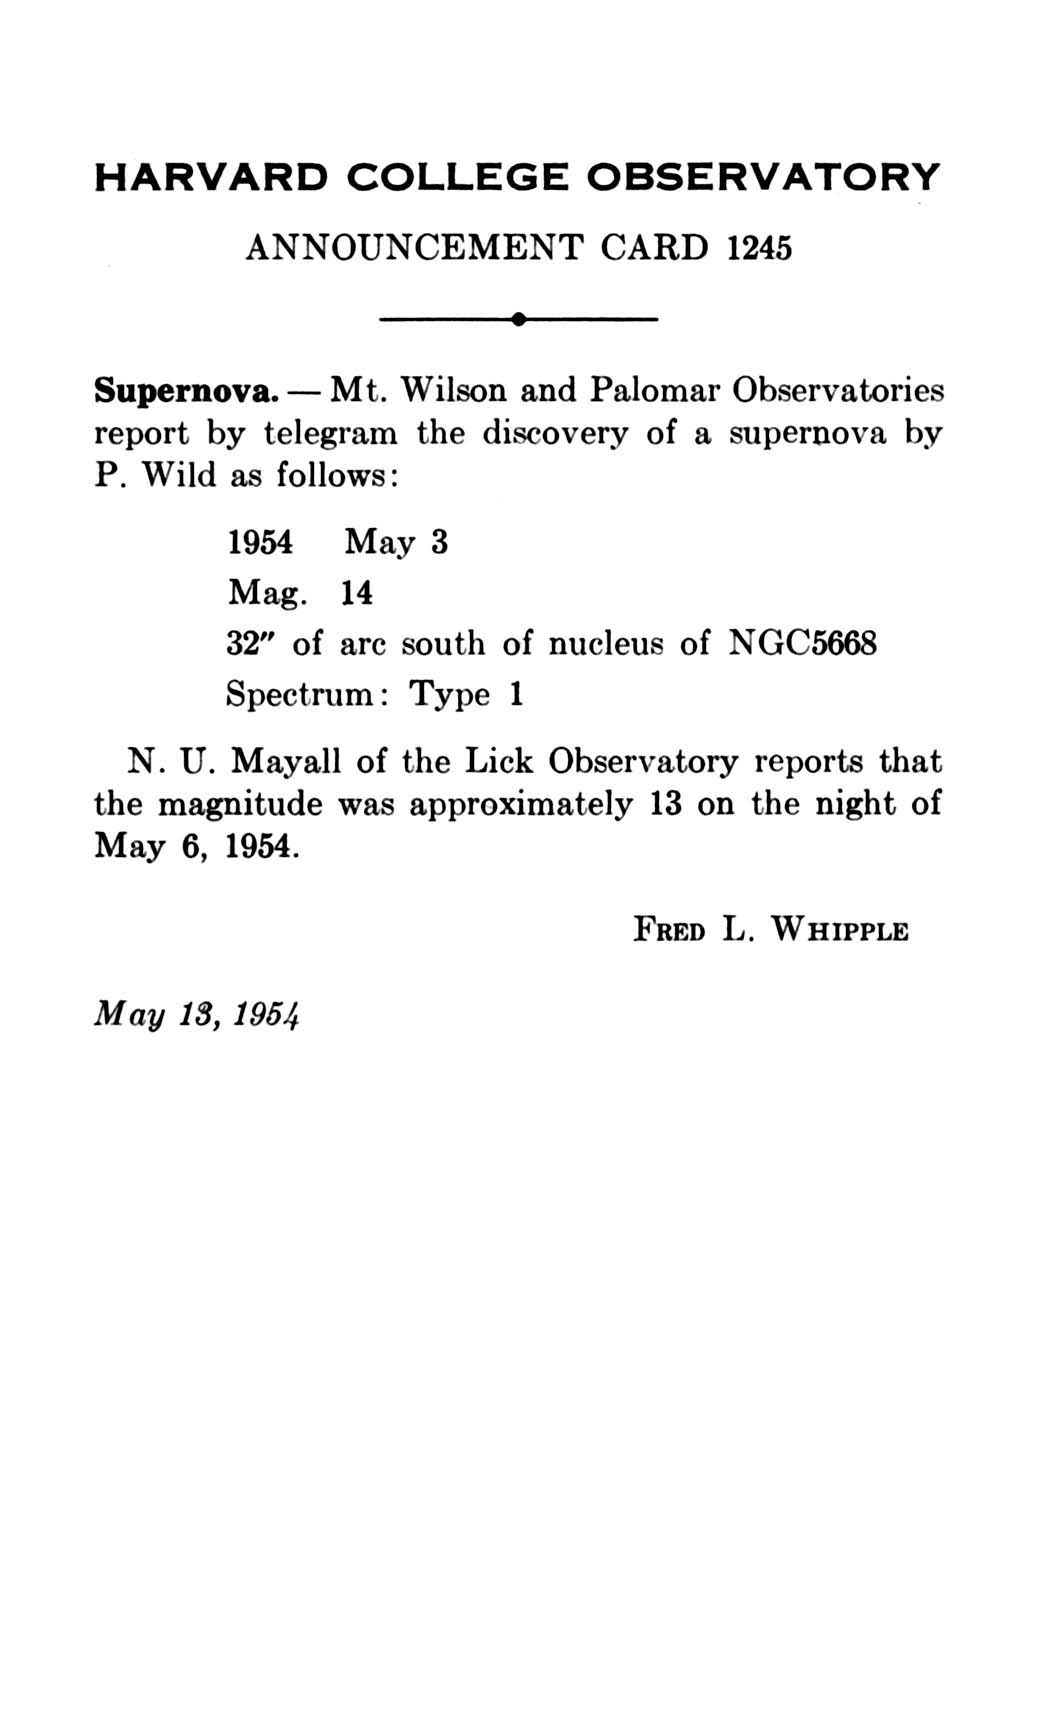 HARVARD COLLEGE OBSERVATORY
ANNOUNCEMENT CARD 1245
Supernova. — Mt. Wilson and Palomar Observatories
report by telegram the discovery of a supernova by
P. Wild as follows:
1954 May 3
Mag. 14
32″ of arc south of nucleus of NGC5668
Spectrum: Type 1
N. U. Mayall of the Lick Observatory reports that
the magnitude was approximately 13 on the night of
May 6, 1954.
FRED L. WHIPPLE
May 13, 1954